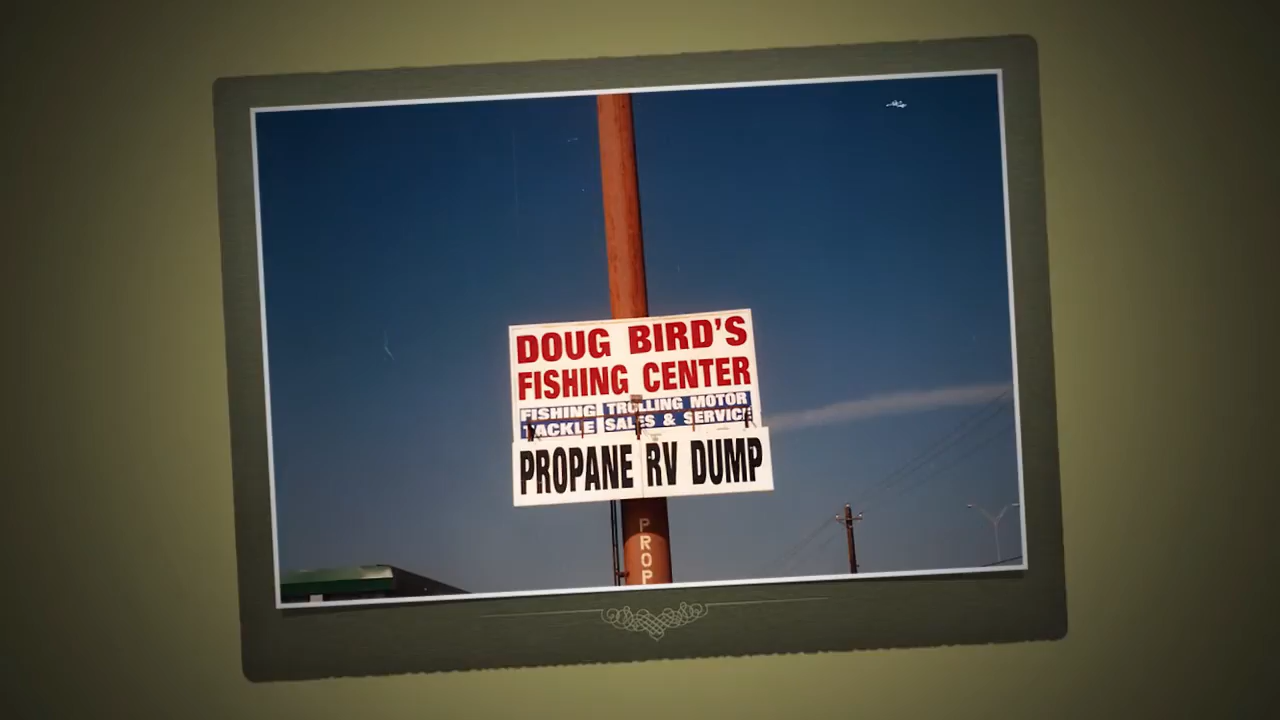 DOUG BIRD'S
FISHING CENTER
FISHING TACKLE
TROLLING MOTOR
SALES & SERVICE
PROPANE RV DUMP
PROP